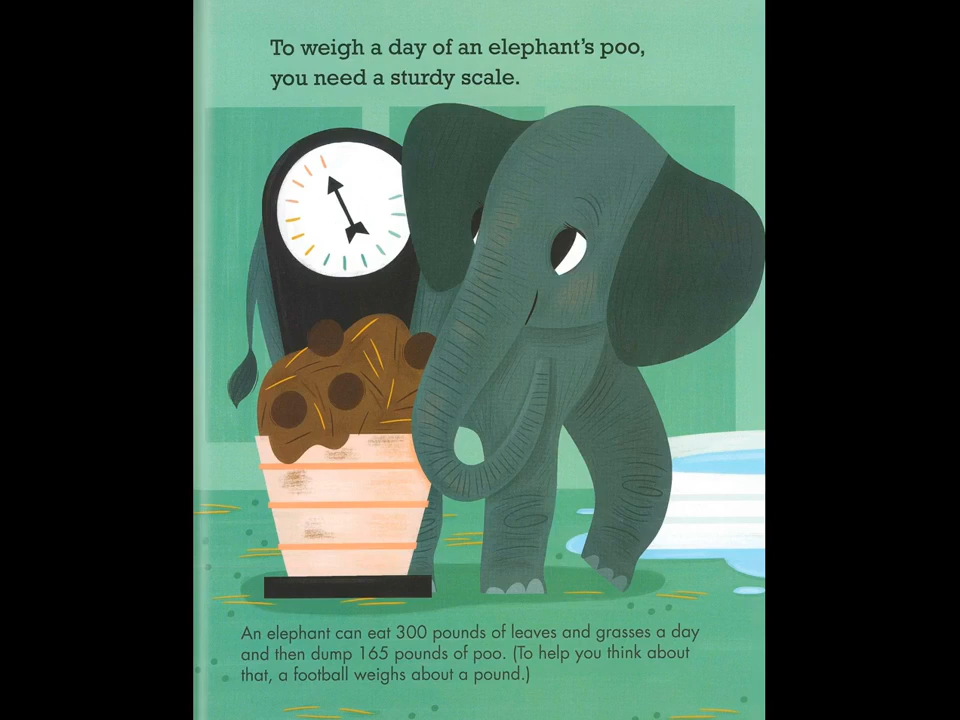 To weigh a day of an elephant's poo,
you need a sturdy scale.
An elephant can eat 300 pounds of leaves and grasses a day
and then dump 165 pounds of poo. (To help you think about
that, a football weighs about a pound.)